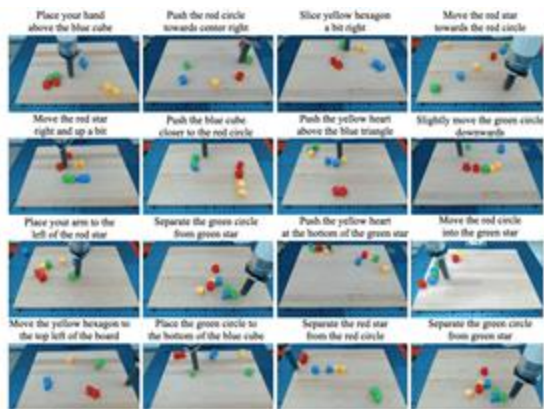 Place your hand
above the blue cube
Push the red circle
towards center right
Slice yellow hexagon
a bit right
Move the red star
towards the red circle
Move the red star
right and up a bit
Push the blue cube
closer to the red circle
Push the yellow heart
above the blue triangle
Slightly move the green circle
downwards
Place your arm to the
left of the red star
Separate the green circle
from green star
Push the yellow heart
at the bottom of the green star
Move the red circle
into the green star
Move the yellow hexagon to
the top left of the board
Place the green circle to
the bottom of the blue cube
Separate the red star
from the red circle
Separate the green circle
from green star